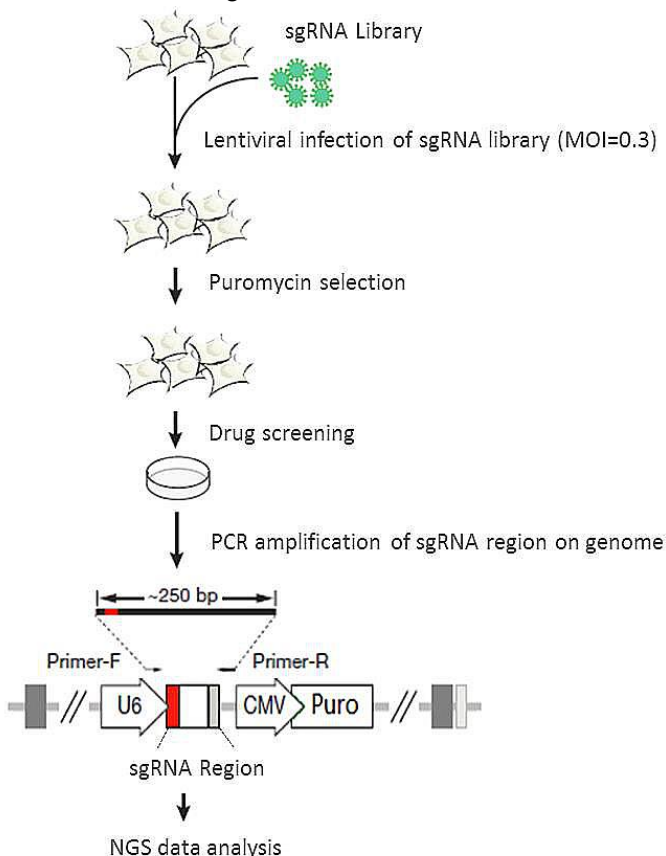 sgRNA Library
Lentiviral infection of sgRNA library (MOI=0.3)
Puromycin selection
Drug screening
PCR amplification of sgRNA region on genome
~250 bp
Primer-F
Primer-R
U6
CMV
Puro
sgRNA Region
NGS data analysis